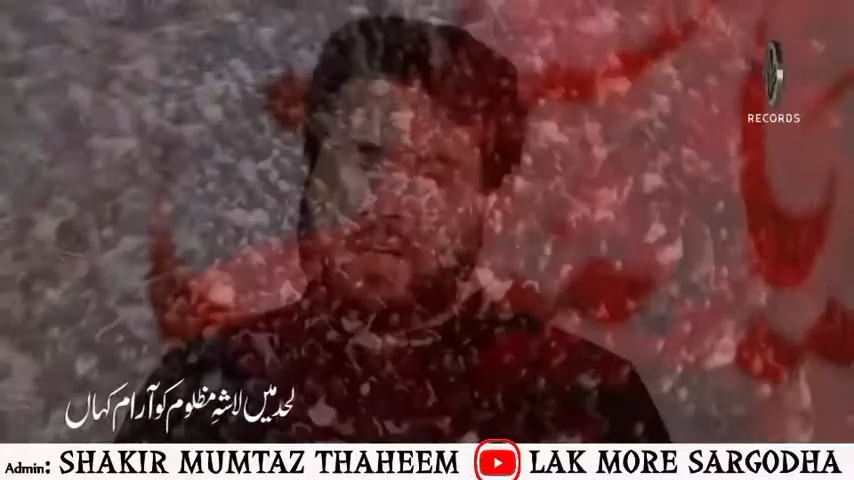 RECORDS
لحد میں لاشۂِ مظلوم کو آرام کہاں
Admin: SHAKIR MUMTAZ THAHEEM LAK MORE SARGODHA